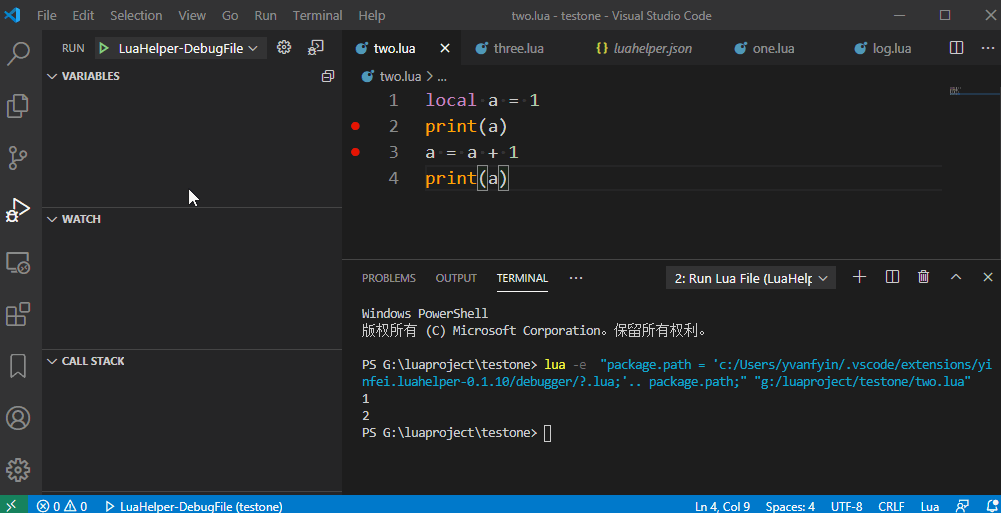 File Edit Selection View Go Run Terminal Help two.lua - testone - Visual Studio Code
RUN LuaHelper-DebugFile
two.lua three.lua luahelper.json one.lua log.lua
VARIABLES
two.lua > ...
1 local a = 1
2 print(a)
3 a = a + 1
4 print(a)
WATCH
CALL STACK
PROBLEMS OUTPUT TERMINAL ... 2: Run Lua File (LuaHelp
Windows PowerShell
版权所有 (C) Microsoft Corporation。保留所有权利。
PS G:\luaproject\testone> lua -e "package.path = 'c:/Users/yvanfyin/.vscode/extensions/yi
nfei.luahelper-0.1.10/debugger/?.lua;'.. package.path;" "g:/luaproject/testone/two.lua"
1
2
PS G:\luaproject\testone>
0 0 LuaHelper-DebugFile (testone) Ln 4, Col 9 Spaces: 4 UTF-8 CRLF Lua